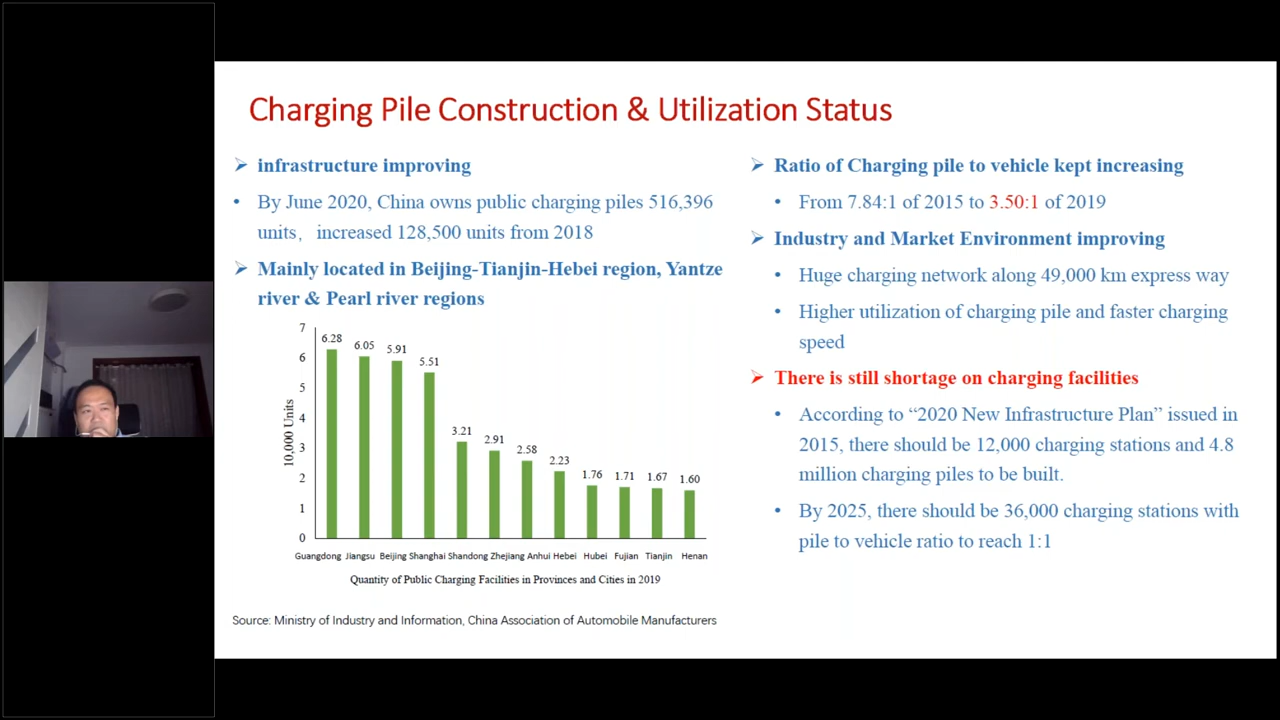 Charging Pile Construction & Utilization Status
➢ infrastructure improving
• By June 2020, China owns public charging piles 516,396
units，increased 128,500 units from 2018
➢ Mainly located in Beijing-Tianjin-Hebei region, Yantze
river & Pearl river regions
7
6
5
4
3
2
1
0
10,000 Units
6.28
6.05
5.91
5.51
3.21
2.91
2.58
2.23
1.76
1.71
1.67
1.60
Guangdong Jiangsu Beijing Shanghai Shandong Zhejiang Anhui Hebei Hubei Fujian Tianjin Henan
Quantity of Public Charging Facilities in Provinces and Cities in 2019
Source: Ministry of Industry and Information, China Association of Automobile Manufacturers
➢ Ratio of Charging pile to vehicle kept increasing
• From 7.84:1 of 2015 to 3.50:1 of 2019
➢ Industry and Market Environment improving
• Huge charging network along 49,000 km express way
• Higher utilization of charging pile and faster charging
speed
➢ There is still shortage on charging facilities
• According to “2020 New Infrastructure Plan” issued in
2015, there should be 12,000 charging stations and 4.8
million charging piles to be built.
• By 2025, there should be 36,000 charging stations with
pile to vehicle ratio to reach 1:1